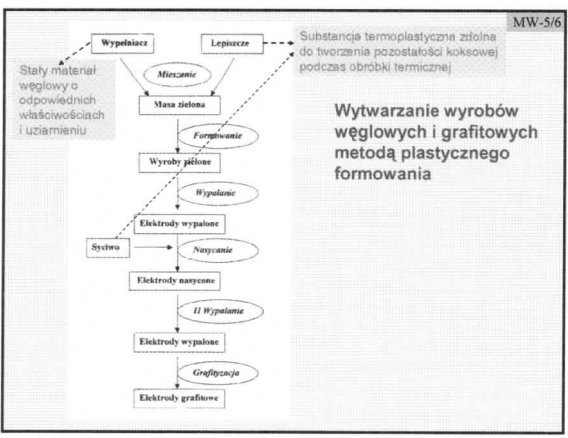 MW-5/6
Wypełniacz
Lepiszcze
Substancja termoplastyczna zdolna
do tworzenia pozostałości koksowej
podczas obróbki termicznej
Stały materiał
węglowy o
odpowiednich
właściwościach
i uziarnieniu
Mieszanie
Masa zielona
Wytwarzanie wyrobów
węglowych i grafitowych
metodą plastycznego
formowania
Formowanie
Wyroby zielone
Wypalanie
Elektrody wypalone
Syciwo
Nasycanie
Elektrody nasycone
II Wypalanie
Elektrody wypalone
Grafityzacja
Elektrody grafitowe